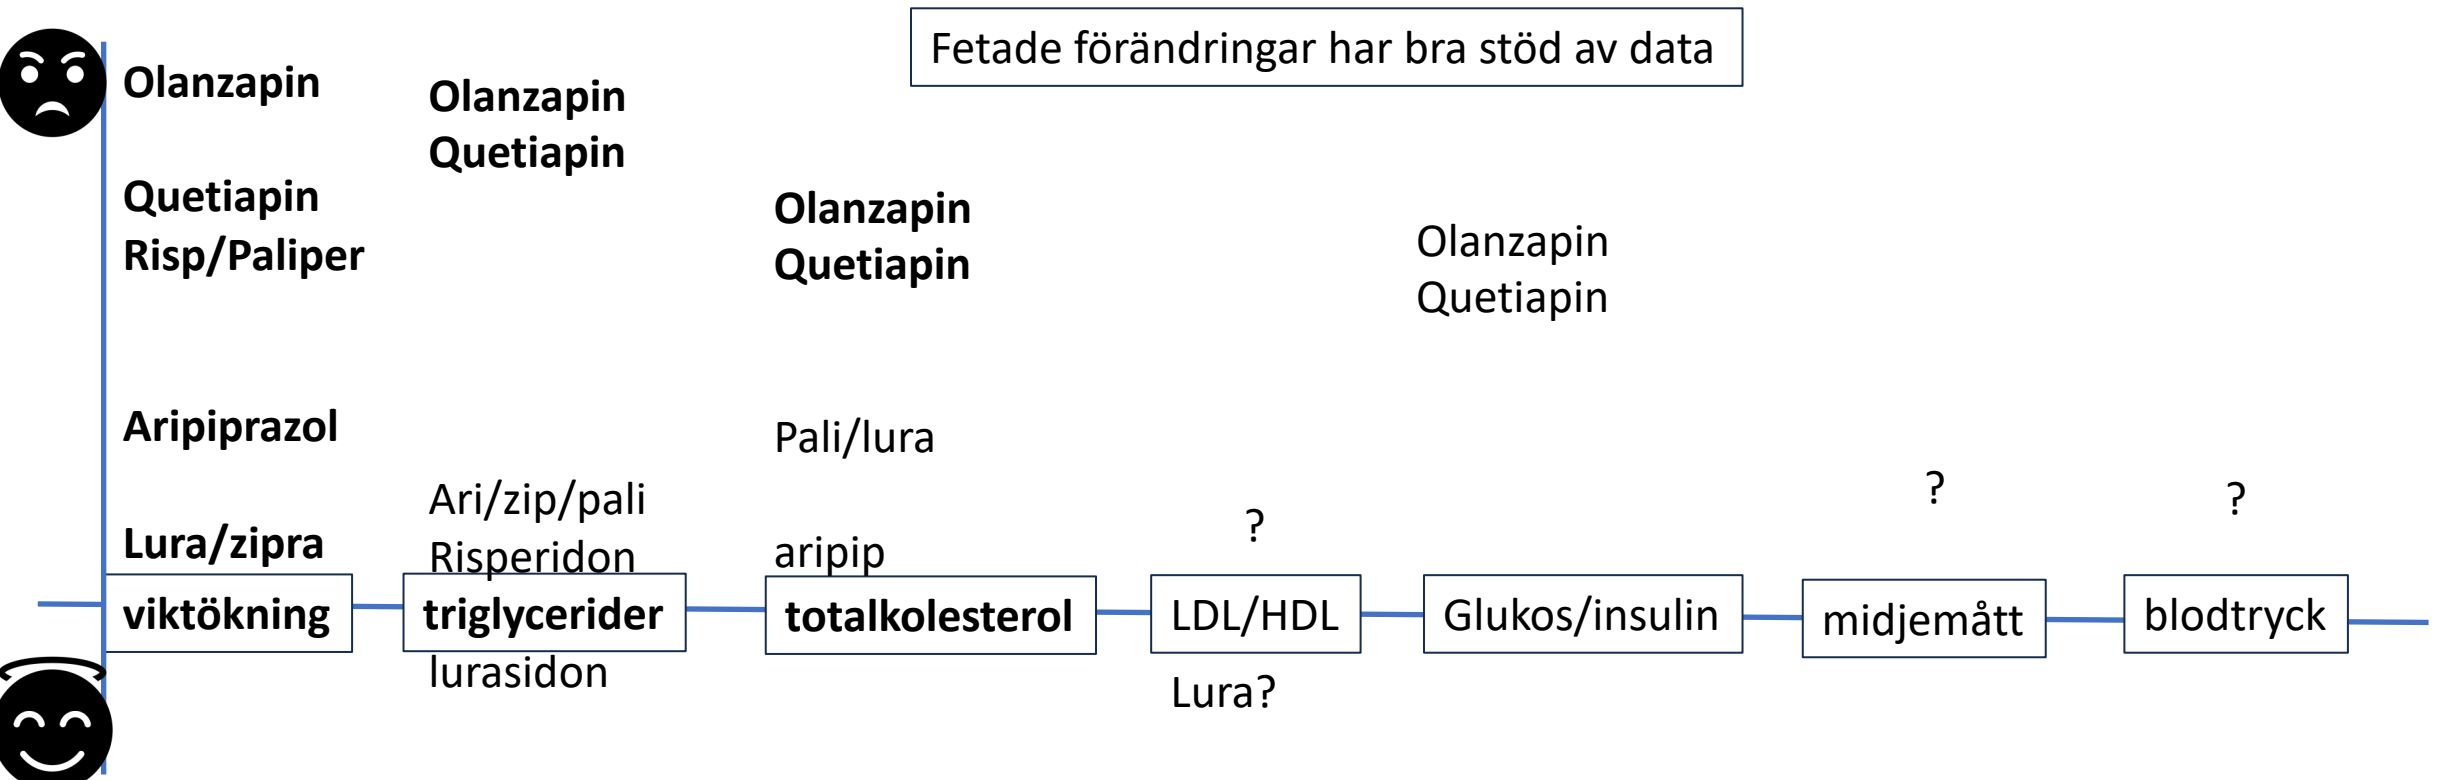 Fetade förändringar har bra stöd av data
Olanzapin
Quetiapin
Risp/Paliper
Aripiprazol
Lura/zipra
viktökning
Olanzapin
Quetiapin
Ari/zip/pali
Risperidon
triglycerider
lurasidon
Olanzapin
Quetiapin
Pali/lura
aripip
totalkolesterol
?
LDL/HDL
Lura?
Olanzapin
Quetiapin
Glukos/insulin
?
midjemått
?
blodtryck